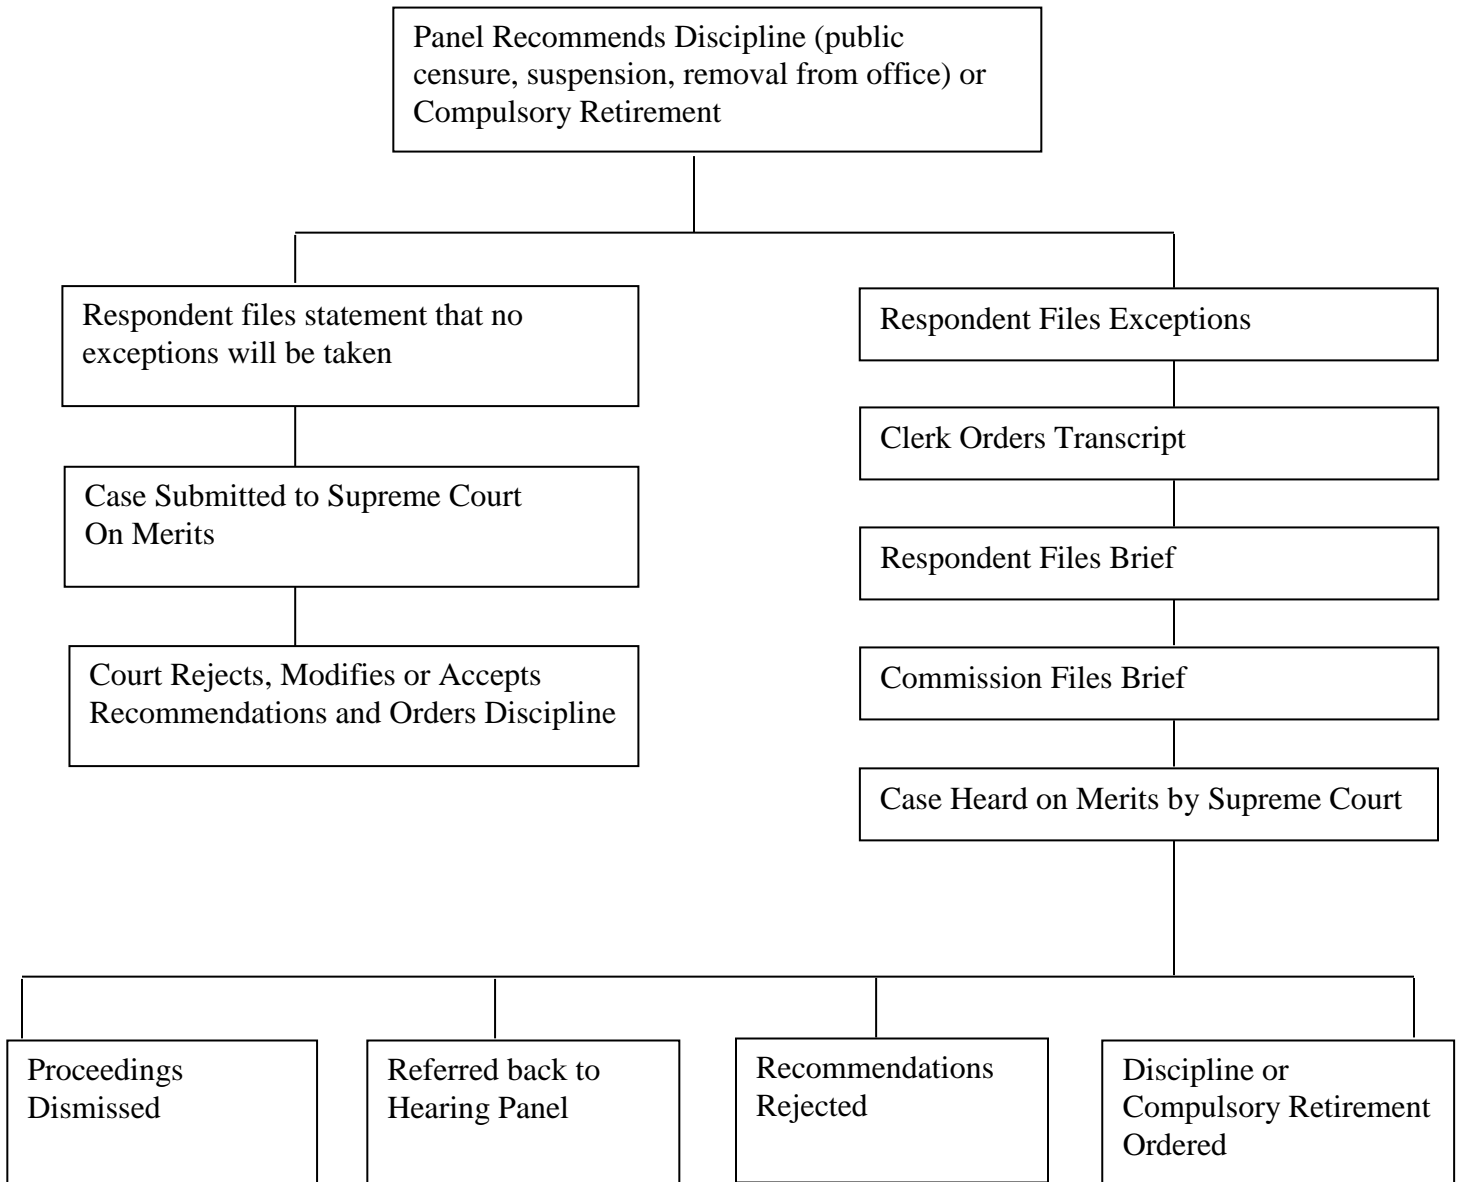 Panel Recommends Discipline (public
censure, suspension, removal from office) or
Compulsory Retirement
Respondent files statement that no
exceptions will be taken
Case Submitted to Supreme Court
On Merits
Court Rejects, Modifies or Accepts
Recommendations and Orders Discipline
Respondent Files Exceptions
Clerk Orders Transcript
Respondent Files Brief
Commission Files Brief
Case Heard on Merits by Supreme Court
Proceedings
Dismissed
Referred back to
Hearing Panel
Recommendations
Rejected
Discipline or
Compulsory Retirement
Ordered